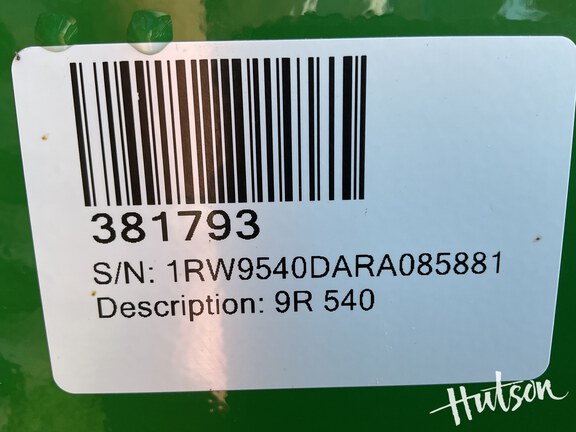 381793
S/N: 1RW9540DARA085881
Description: 9R 540
Hutson